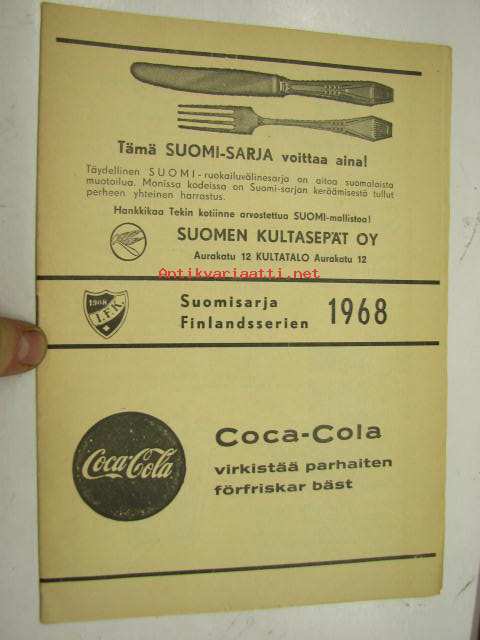 Tämä SUOMI-SARJA voittaa aina!
Täydellinen SUOMI-ruokailuvälinesarja on aitoa suomalaista
muotoilua. Monissa kodeissa on Suomi-sarjan keräämisestä tullut
perheen yhteinen harrastus.
Hankkikaa Tekin kotiinne arvostettua SUOMI-mallistoa!
SUOMEN KULTASEPÄT OY
Aurakatu 12 KULTATALO Aurakatu 12
Antikvariaatti.net
1908
I.F.K.
Suomisarja
Finlandsserien
1968
Coca-Cola
Coca-Cola
virkistää parhaiten
förfriskar bäst